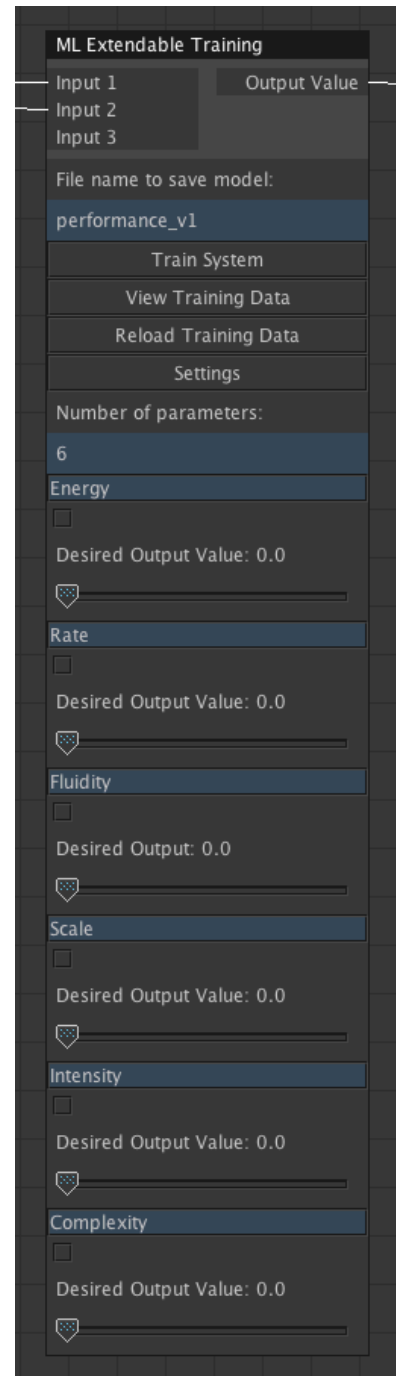 ML Extendable Training
Input 1 Output Value
Input 2
Input 3
File name to save model:
performance_v1
Train System
View Training Data
Reload Training Data
Settings
Number of parameters:
6
Energy
Desired Output Value: 0.0
Rate
Desired Output Value: 0.0
Fluidity
Desired Output: 0.0
Scale
Desired Output Value: 0.0
Intensity
Desired Output Value: 0.0
Complexity
Desired Output Value: 0.0